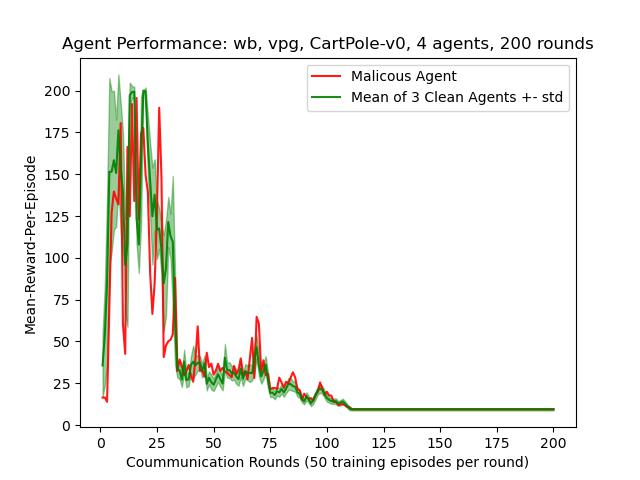 Agent Performance: wb, vpg, CartPole-v0, 4 agents, 200 rounds
Malicous Agent
Mean of 3 Clean Agents +- std
Mean-Reward-Per-Episode
200
175
150
125
100
75
50
25
0
0 25 50 75 100 125 150 175 200
Coummunication Rounds (50 training episodes per round)